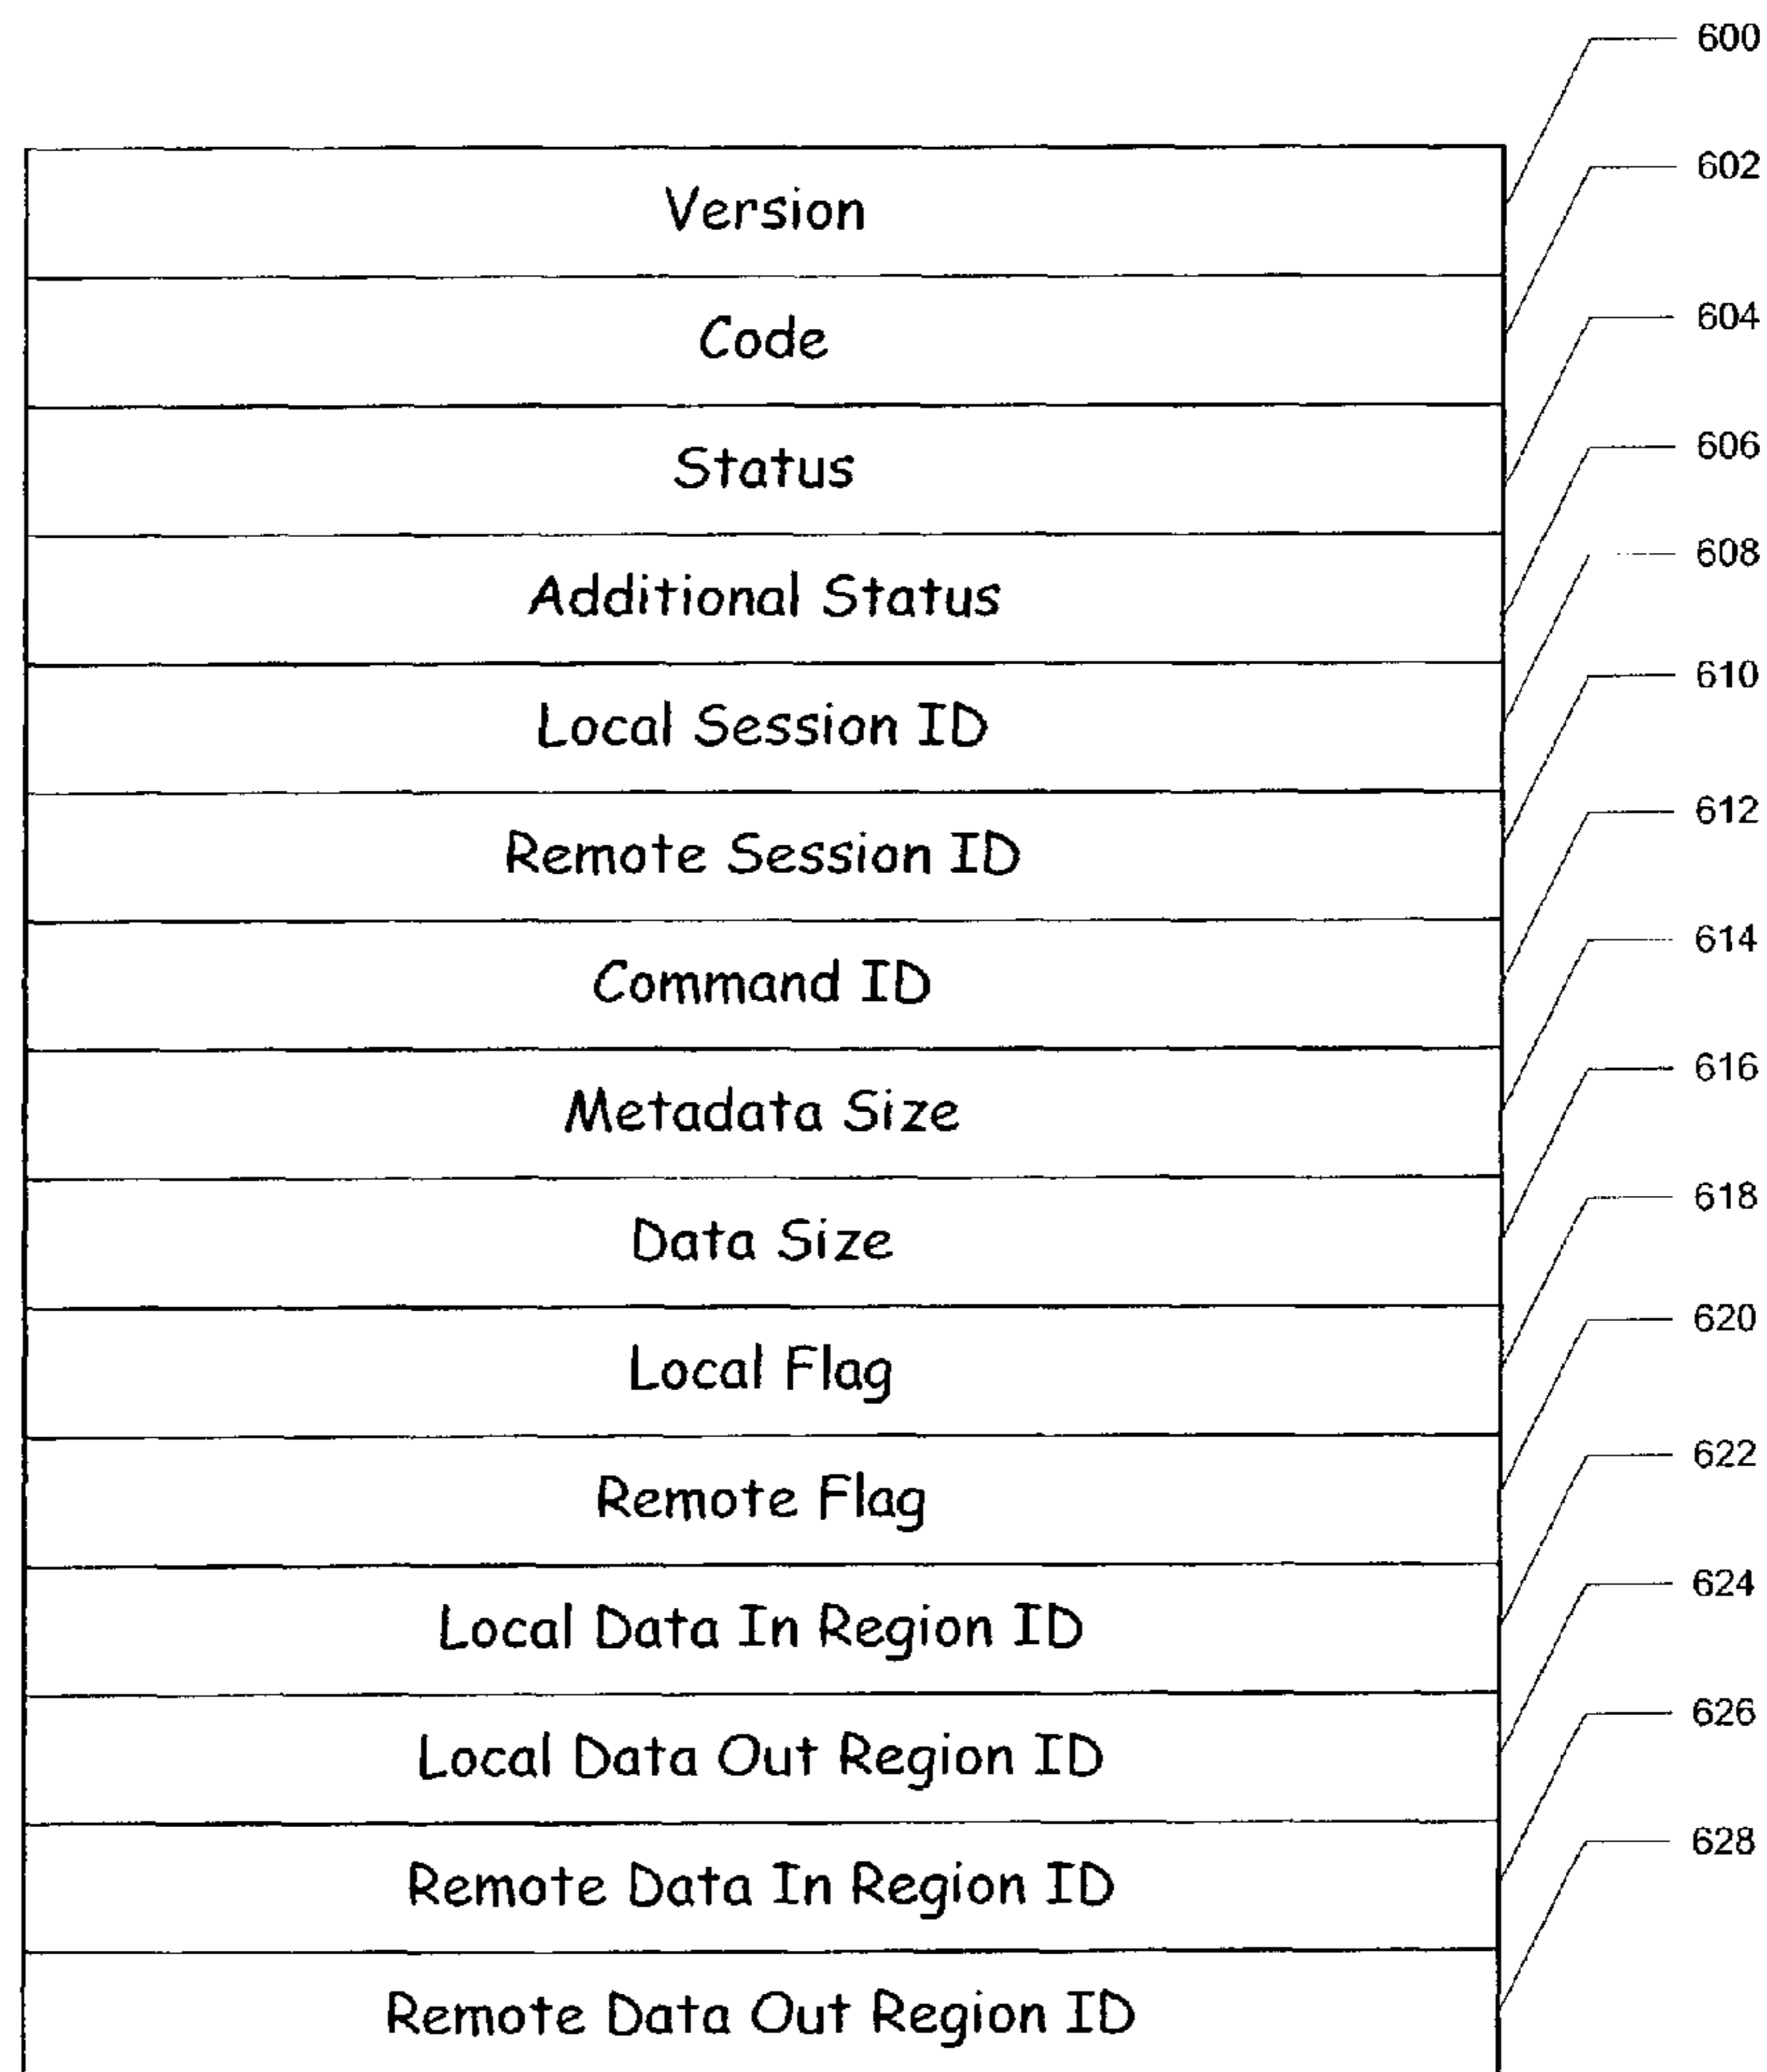 600
Version
602
Code
604
Status
606
Additional Status
608
Local Session ID
610
Remote Session ID
612
Command ID
614
Metadata Size
616
Data Size
618
Local Flag
620
Remote Flag
622
Local Data In Region ID
624
Local Data Out Region ID
626
Remote Data In Region ID
628
Remote Data Out Region ID